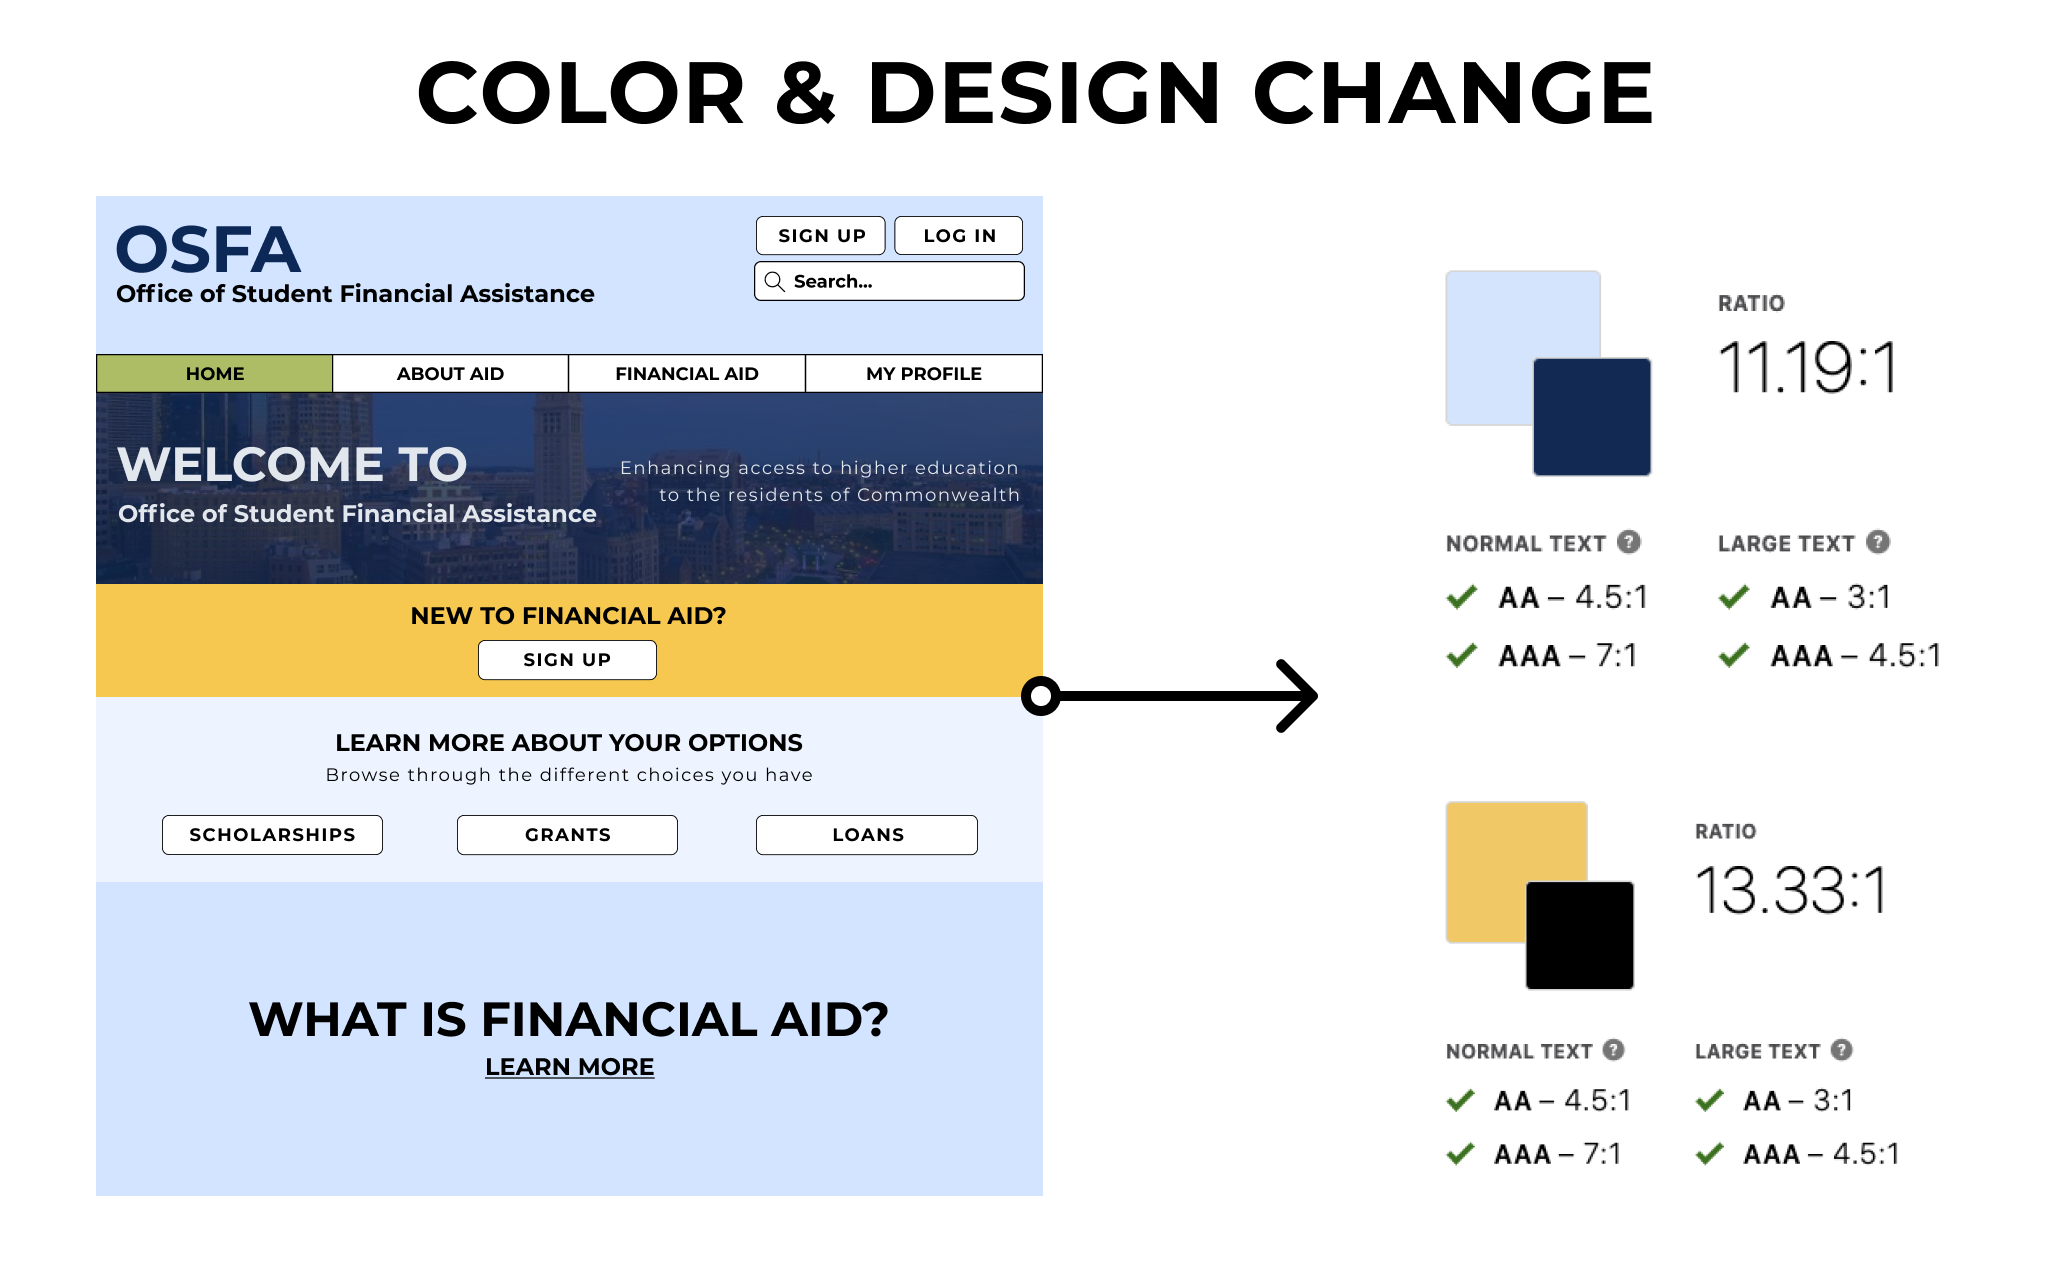 COLOR & DESIGN CHANGE
OSFA
Office of Student Financial Assistance
SIGN UP
LOG IN
Search...
HOME
ABOUT AID
FINANCIAL AID
MY PROFILE
WELCOME TO
Office of Student Financial Assistance
Enhancing access to higher education
to the residents of Commonwealth
NEW TO FINANCIAL AID?
SIGN UP
LEARN MORE ABOUT YOUR OPTIONS
Browse through the different choices you have
SCHOLARSHIPS
GRANTS
LOANS
WHAT IS FINANCIAL AID?
LEARN MORE
RATIO
11.19:1
NORMAL TEXT ?
AA – 4.5:1
AAA – 7:1
LARGE TEXT ?
AA – 3:1
AAA – 4.5:1
RATIO
13.33:1
NORMAL TEXT ?
AA – 4.5:1
AAA – 7:1
LARGE TEXT ?
AA – 3:1
AAA – 4.5:1